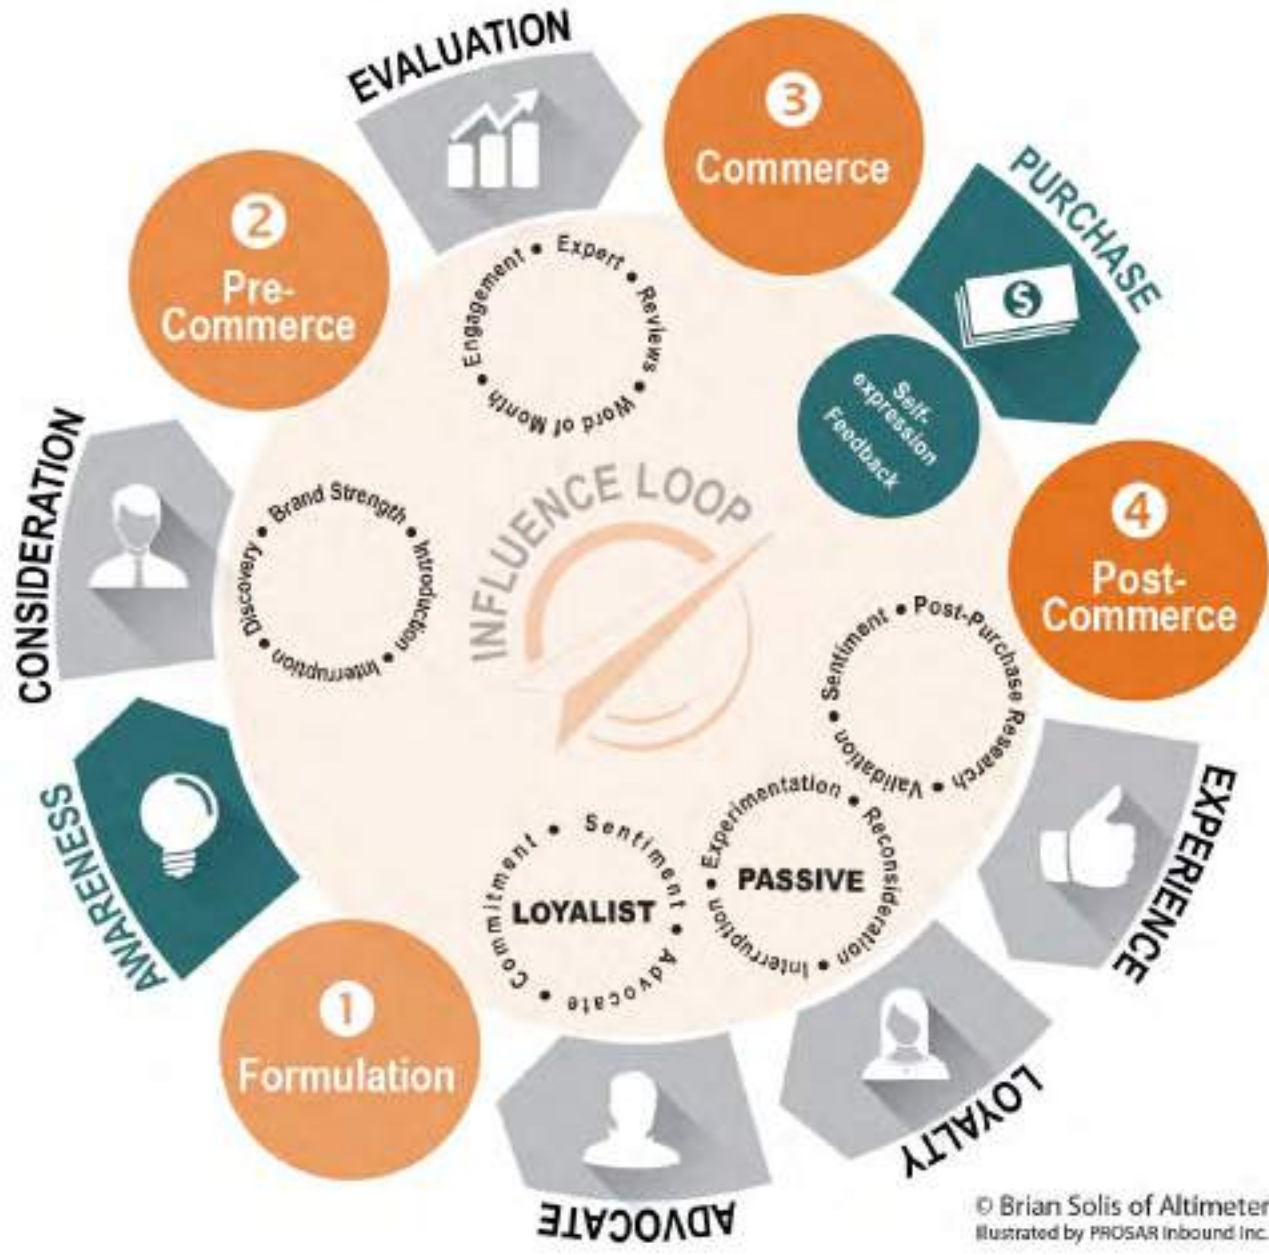 EVALUATION
3
Commerce
PURCHASE
2
Pre-
Commerce
Engagement • Expert • Reviews • Word of Month •
Self-
expression
Feedback
CONSIDERATION
INFLUENCE LOOP
4
Post-
Commerce
Discovery • Brand Strength • Introduction • Interruption •
Sentiment • Post-Purchase Research • Validation •
AWARENESS
EXPERIENCE
Experimentation • Reconsideration • Interruption •
PASSIVE
Commitment • Sentiment • Advocate •
LOYALIST
1
Formulation
LOYALTY
ADVOCATE
© Brian Solis of Altimeter
Illustrated by PROSAR Inbound Inc.